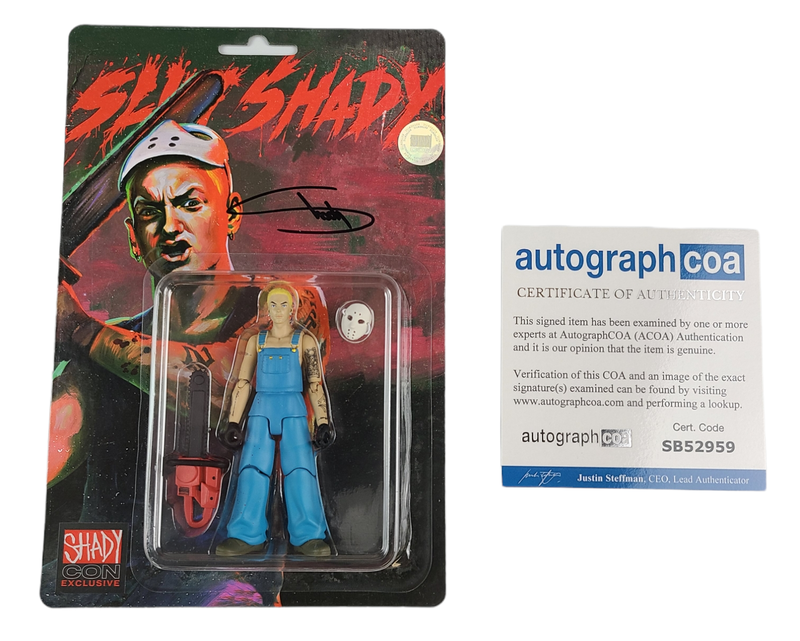 SLIM SHADY
Shady
SHADY
CON
EXCLUSIVE
autographcoa
CERTIFICATE OF AUTHENTICITY
This signed item has been examined by one or more
experts at AutographCOA (ACOA) Authentication
and it is our opinion that the item is genuine.
Verification of this COA and an image of the exact
signature(s) examined can be found by visiting
www.autographcoa.com and performing a lookup.
Cert. Code
autographcoa
SB52959
Justin Steffman, CEO, Lead Authenticator